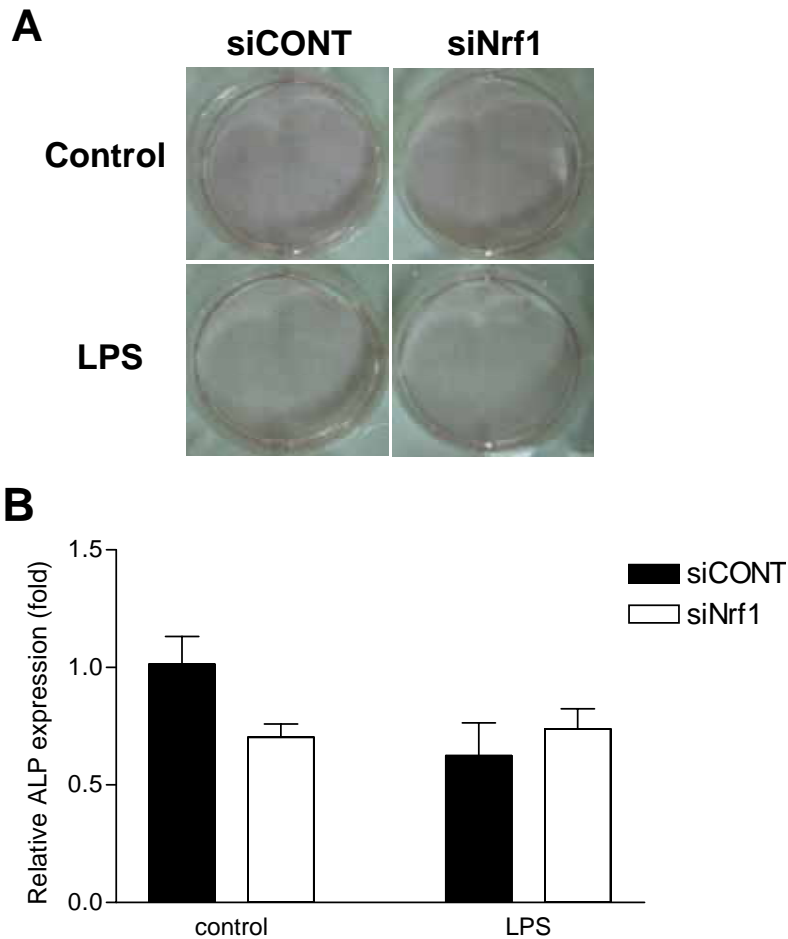 A
siCONT siNrf1
Control
LPS
B
Relative ALP expression (fold)
1.5
1.0
0.5
0.0
control LPS
siCONT
siNrf1